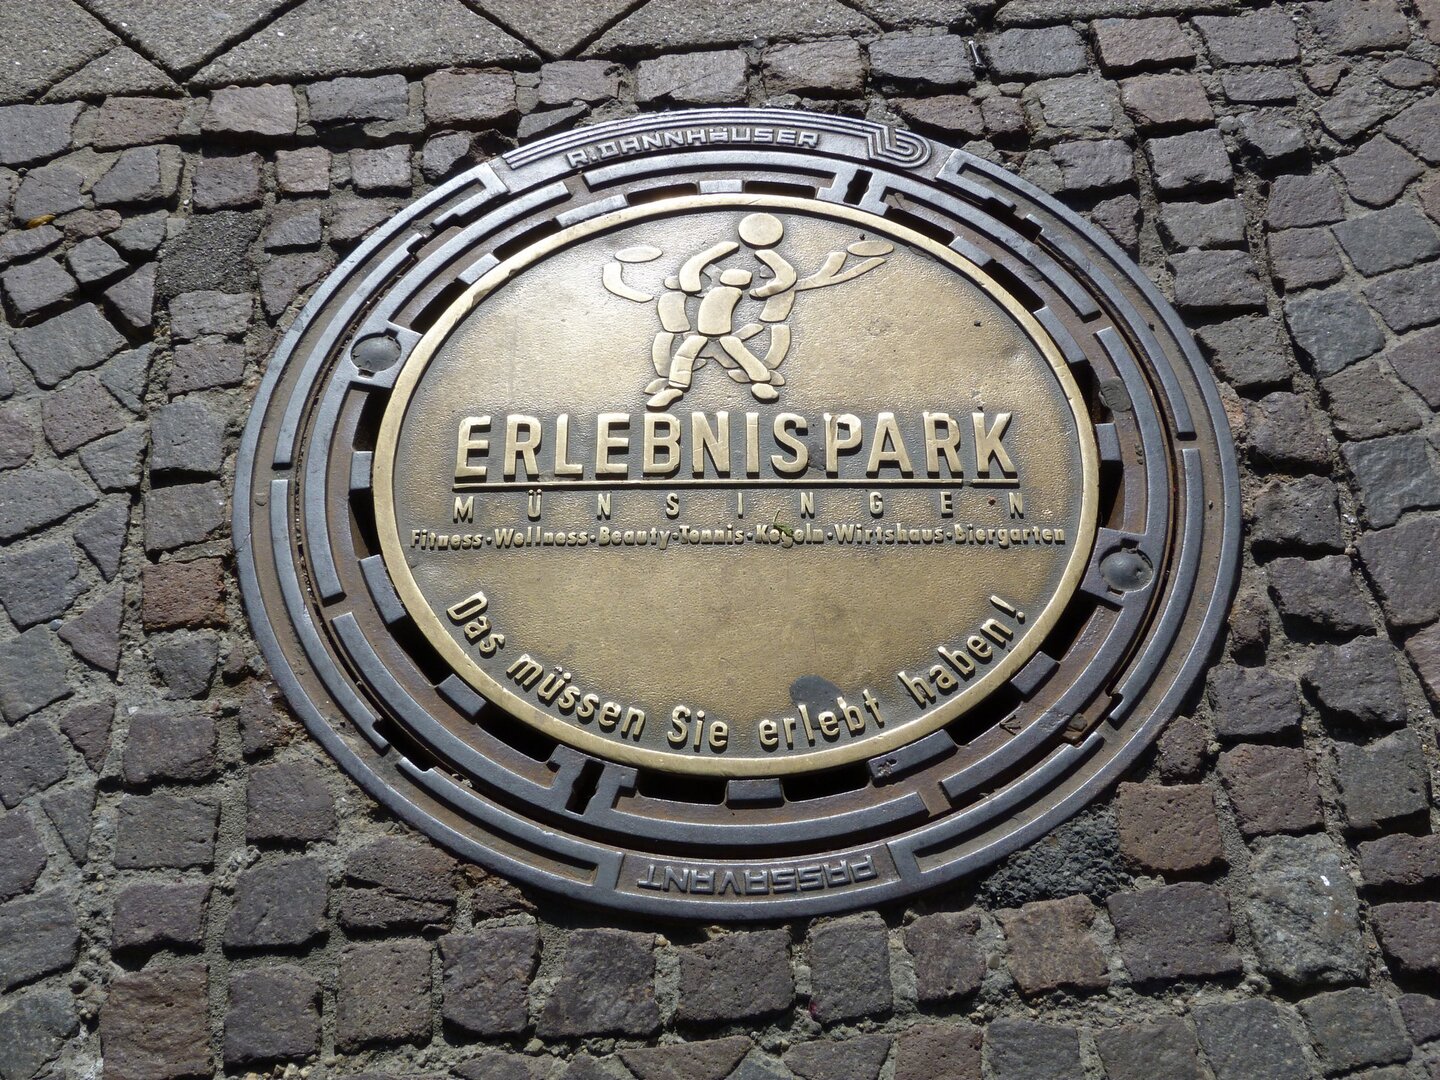 R. DANNHÄUSER
ERLEBNISPARK
MÜNSINGEN
Fitness·Wellness·Beauty·Tennis·Kegeln·Wirtshaus·Biergarten
Das müssen Sie erlebt haben!
PASSAVANT